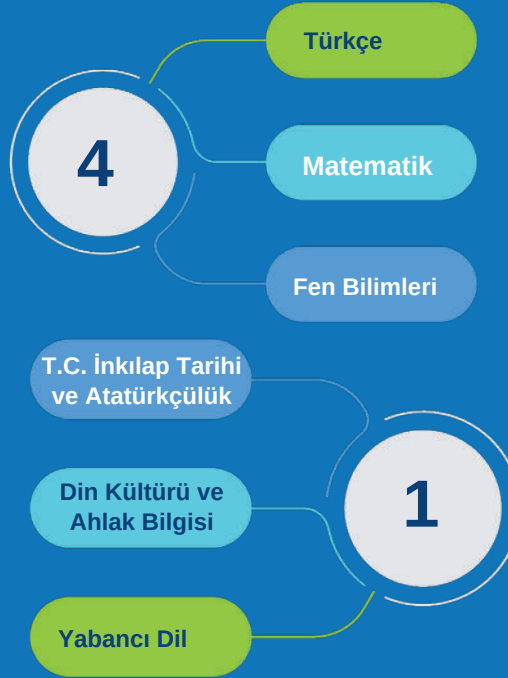 Türkçe
4
Matematik
Fen Bilimleri
T.C. İnkılap Tarihi
ve Atatürkçülük
Din Kültürü ve
Ahlak Bilgisi
1
Yabancı Dil